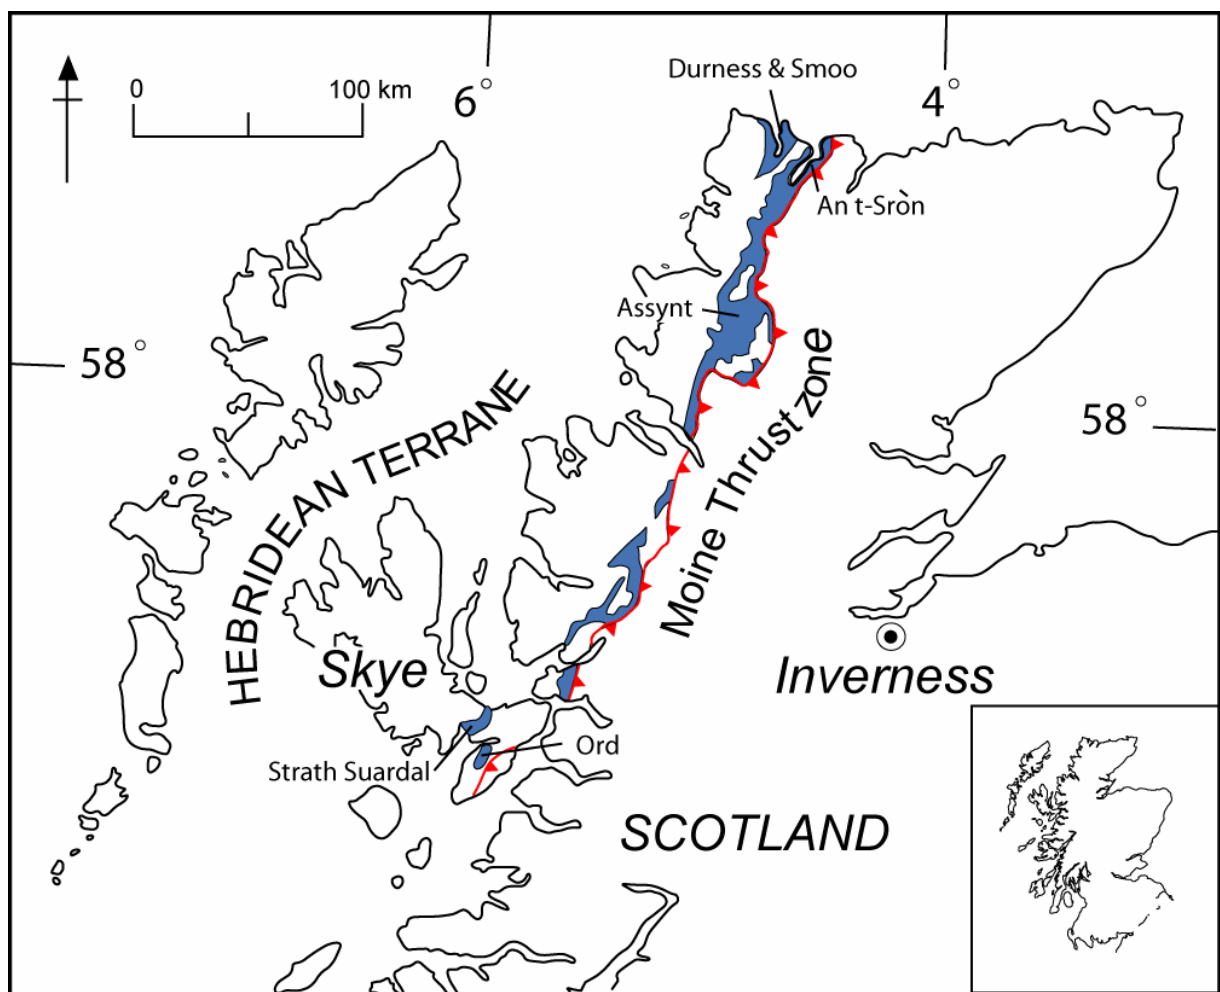 Durness & Smoo
0
100 km
6°
4°
An t-Sròn
Assynt
58°
58°
HEBRIDEAN TERRANE
Moine Thrust zone
Skye
Inverness
Ord
Strath Suardal
SCOTLAND